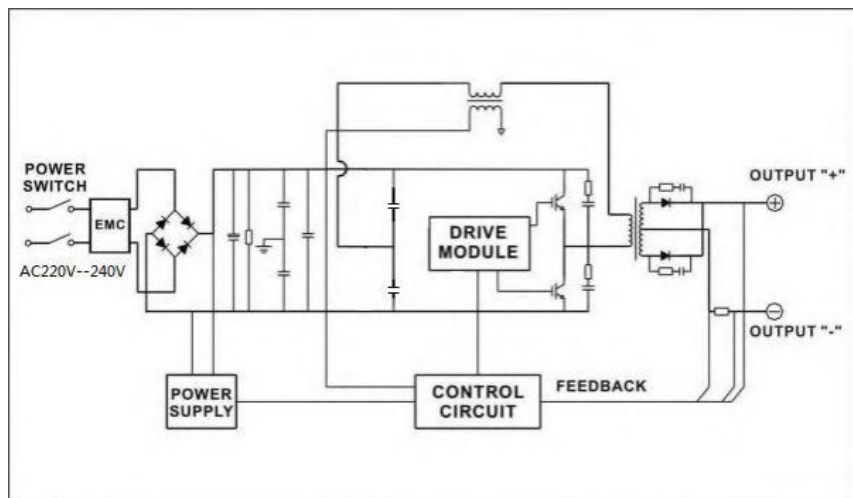 POWER
SWITCH
EMC
AC220V--240V
DRIVE
MODULE
OUTPUT "+"
OUTPUT "-"
POWER
SUPPLY
CONTROL
CIRCUIT
FEEDBACK